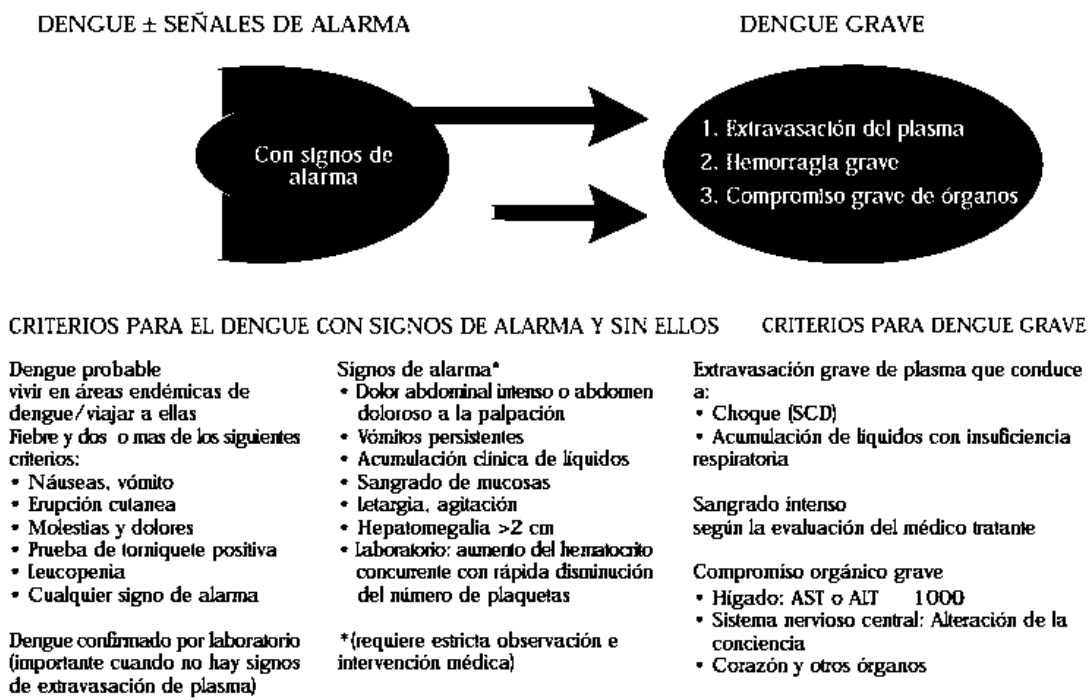 DENGUE ± SEÑALES DE ALARMA
DENGUE GRAVE
Con signos de
alarma
1. Extravasación del plasma
2. Hemorragia grave
3. Compromiso grave de órganos
CRITERIOS PARA EL DENGUE CON SIGNOS DE ALARMA Y SIN ELLOS
Dengue probable
vivir en áreas endémicas de
dengue/viajar a ellas
Fiebre y dos o mas de los siguientes
criterios:
• Náuseas, vómito
• Erupción cutanea
• Molestias y dolores
• Prueba de torniquete positiva
• Leucopenia
• Cualquier signo de alarma
Dengue confirmado por laboratorio
(importante cuando no hay signos
de extravasación de plasma)
Signos de alarma*
• Dolor abdominal intenso o abdomen
doloroso a la palpación
• Vómitos persistentes
• Acumulación clínica de líquidos
• Sangrado de mucosas
• Letargia, agitación
• Hepatomegalia >2 cm
• Laboratorio: aumento del hematocrito
concurrente con rápida disminución
del número de plaquetas
*(requiere estricta observación e
intervención médica)
CRITERIOS PARA DENGUE GRAVE
Extravasación grave de plasma que conduce
a:
• Choque (SCD)
• Acumulación de líquidos con insuficiencia
respiratoria
Sangrado intenso
según la evaluación del médico tratante
Compromiso orgánico grave
• Hígado: AST o ALT 1000
• Sistema nervioso central: Alteración de la
conciencia
• Corazón y otros órganos